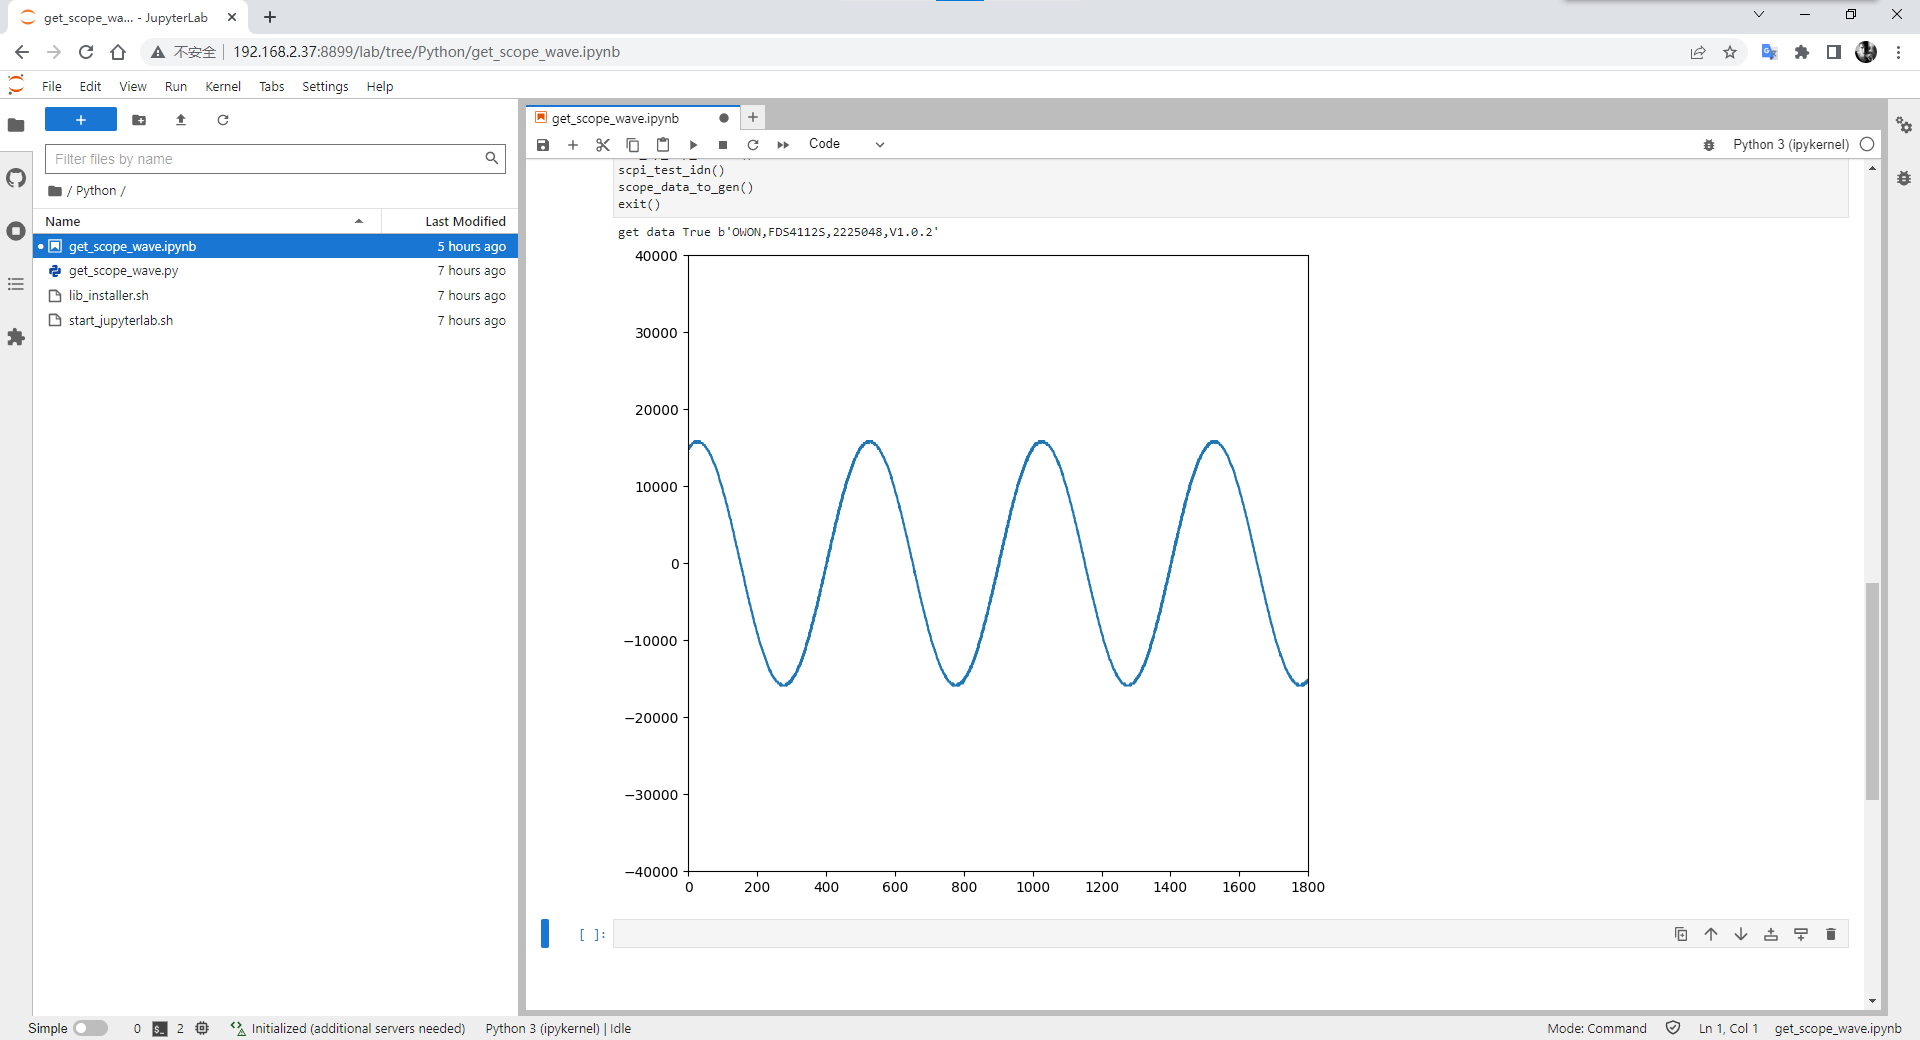 get_scope_wa... - JupyterLab
不安全 192.168.2.37:8899/lab/tree/Python/get_scope_wave.ipynb
File Edit View Run Kernel Tabs Settings Help
Filter files by name
/ Python /
Name Last Modified
get_scope_wave.ipynb 5 hours ago
get_scope_wave.py 7 hours ago
lib_installer.sh 7 hours ago
start_jupyterlab.sh 7 hours ago
get_scope_wave.ipynb
Code
Python 3 (ipykernel)
scpi_test_idn()
scope_data_to_gen()
exit()
get data True b'OWON,FDS4112S,2225048,V1.0.2'
40000
30000
20000
10000
0
−10000
−20000
−30000
−40000
0 200 400 600 800 1000 1200 1400 1600 1800
[ ]:
Simple 0 $_ 2 Initialized (additional servers needed) Python 3 (ipykernel) | Idle Mode: Command Ln 1, Col 1 get_scope_wave.ipynb